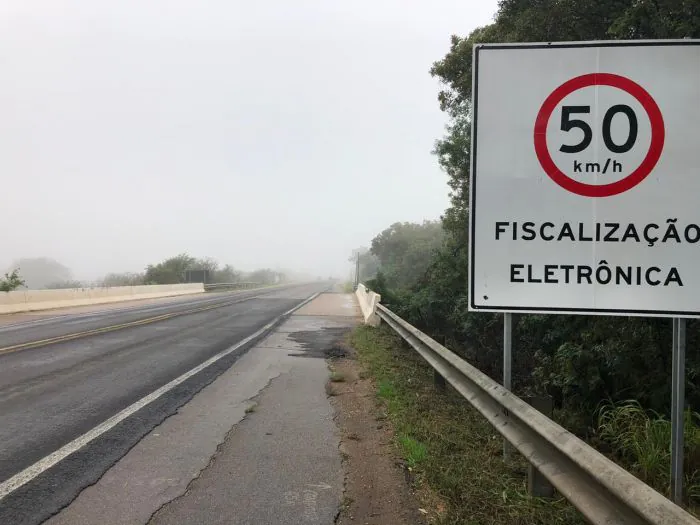 50
km/h
FISCALIZAÇÃO
ELETRÔNICA